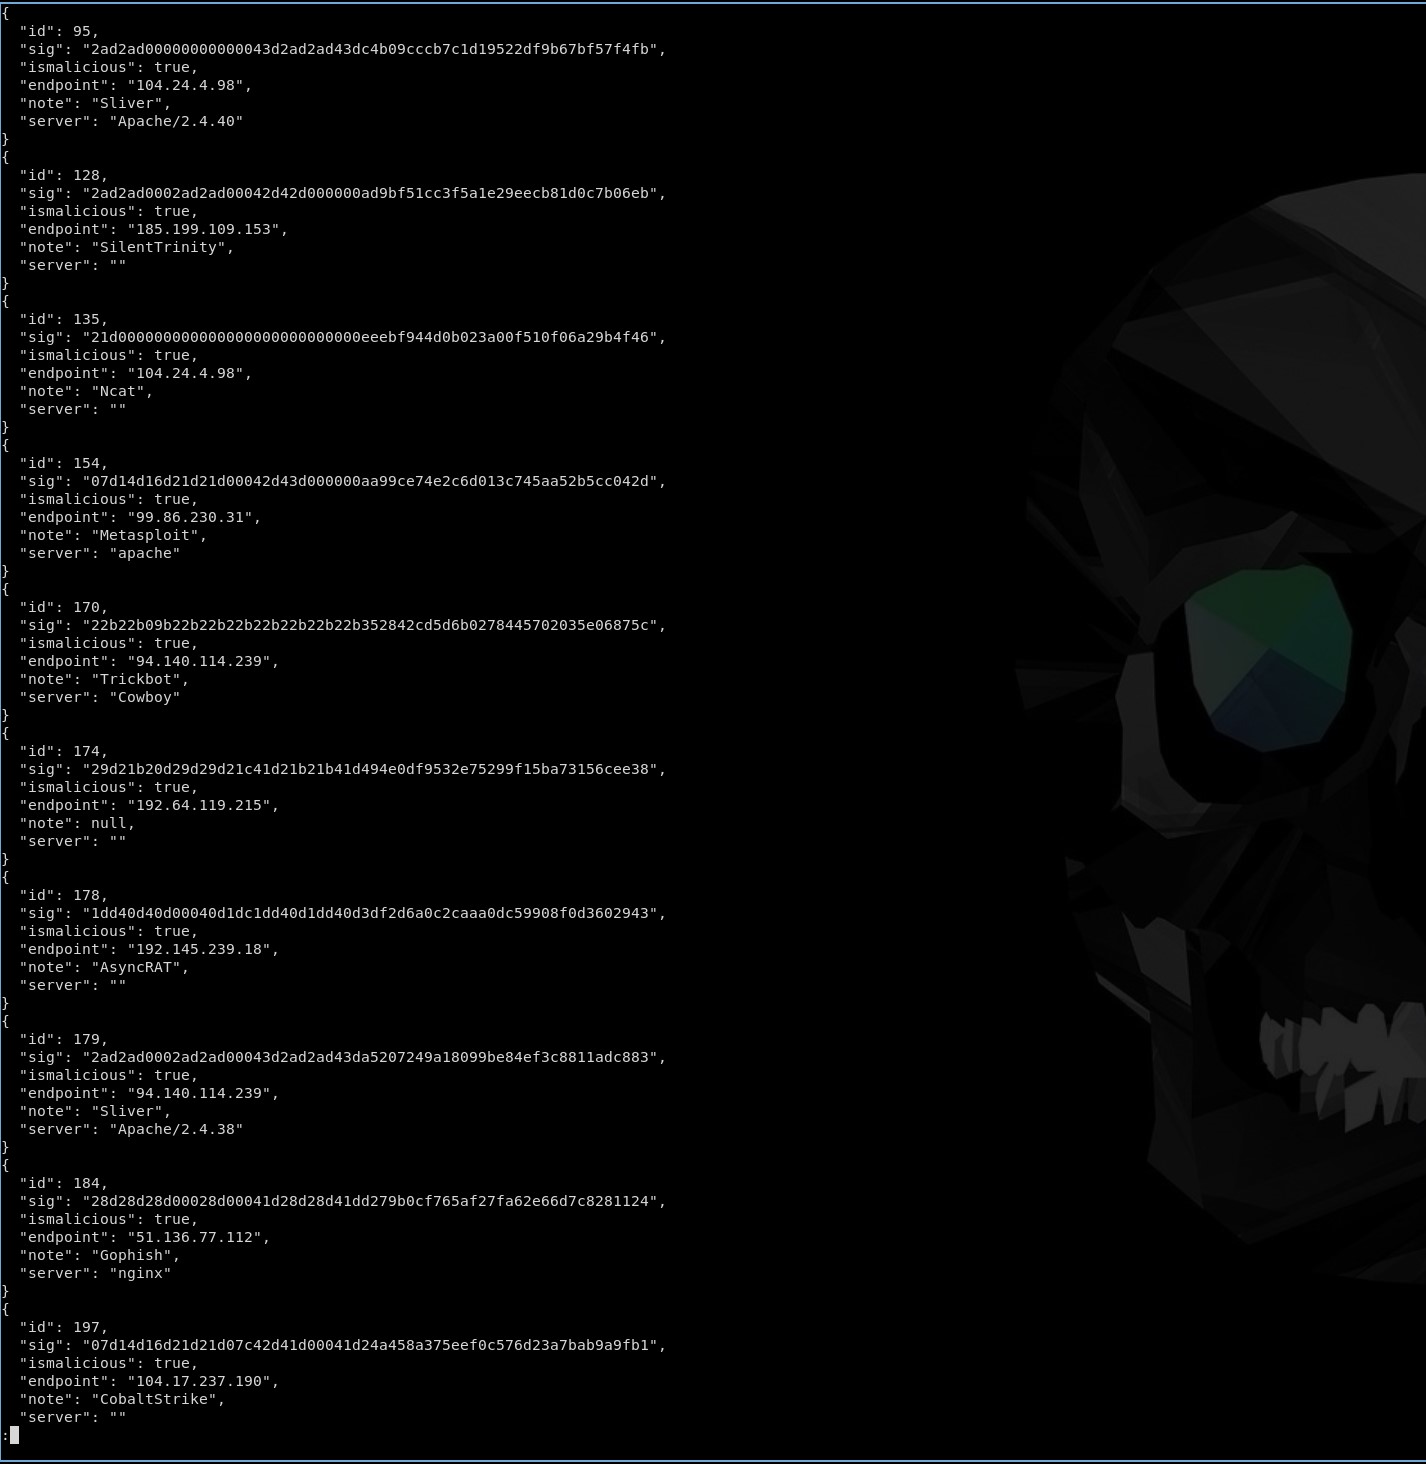 {
  "id": 95,
  "sig": "2ad2ad00000000000043d2ad2ad43dc4b09cccb7c1d19522df9b67bf57f4fb",
  "ismalicious": true,
  "endpoint": "104.24.4.98",
  "note": "Sliver",
  "server": "Apache/2.4.40"
}
{
  "id": 128,
  "sig": "2ad2ad0002ad2ad00042d42d000000ad9bf51cc3f5a1e29eecb81d0c7b06eb",
  "ismalicious": true,
  "endpoint": "185.199.109.153",
  "note": "SilentTrinity",
  "server": ""
}
{
  "id": 135,
  "sig": "21d000000000000000000000000000eeebf944d0b023a00f510f06a29b4f46",
  "ismalicious": true,
  "endpoint": "104.24.4.98",
  "note": "Ncat",
  "server": ""
}
{
  "id": 154,
  "sig": "07d14d16d21d21d00042d43d000000aa99ce74e2c6d013c745aa52b5cc042d",
  "ismalicious": true,
  "endpoint": "99.86.230.31",
  "note": "Metasploit",
  "server": "apache"
}
{
  "id": 170,
  "sig": "22b22b09b22b22b22b22b22b22b22b352842cd5d6b0278445702035e06875c",
  "ismalicious": true,
  "endpoint": "94.140.114.239",
  "note": "Trickbot",
  "server": "Cowboy"
}
{
  "id": 174,
  "sig": "29d21b20d29d29d21c41d21b21b41d494e0df9532e75299f15ba73156cee38",
  "ismalicious": true,
  "endpoint": "192.64.119.215",
  "note": null,
  "server": ""
}
{
  "id": 178,
  "sig": "1dd40d40d00040d1dc1dd40d1dd40d3df2d6a0c2caaa0dc59908f0d3602943",
  "ismalicious": true,
  "endpoint": "192.145.239.18",
  "note": "AsyncRAT",
  "server": ""
}
{
  "id": 179,
  "sig": "2ad2ad0002ad2ad00043d2ad2ad43da5207249a18099be84ef3c8811adc883",
  "ismalicious": true,
  "endpoint": "94.140.114.239",
  "note": "Sliver",
  "server": "Apache/2.4.38"
}
{
  "id": 184,
  "sig": "28d28d28d00028d00041d28d28d41dd279b0cf765af27fa62e66d7c8281124",
  "ismalicious": true,
  "endpoint": "51.136.77.112",
  "note": "Gophish",
  "server": "nginx"
}
{
  "id": 197,
  "sig": "07d14d16d21d21d07c42d41d00041d24a458a375eef0c576d23a7bab9a9fb1",
  "ismalicious": true,
  "endpoint": "104.17.237.190",
  "note": "CobaltStrike",
  "server": ""
: